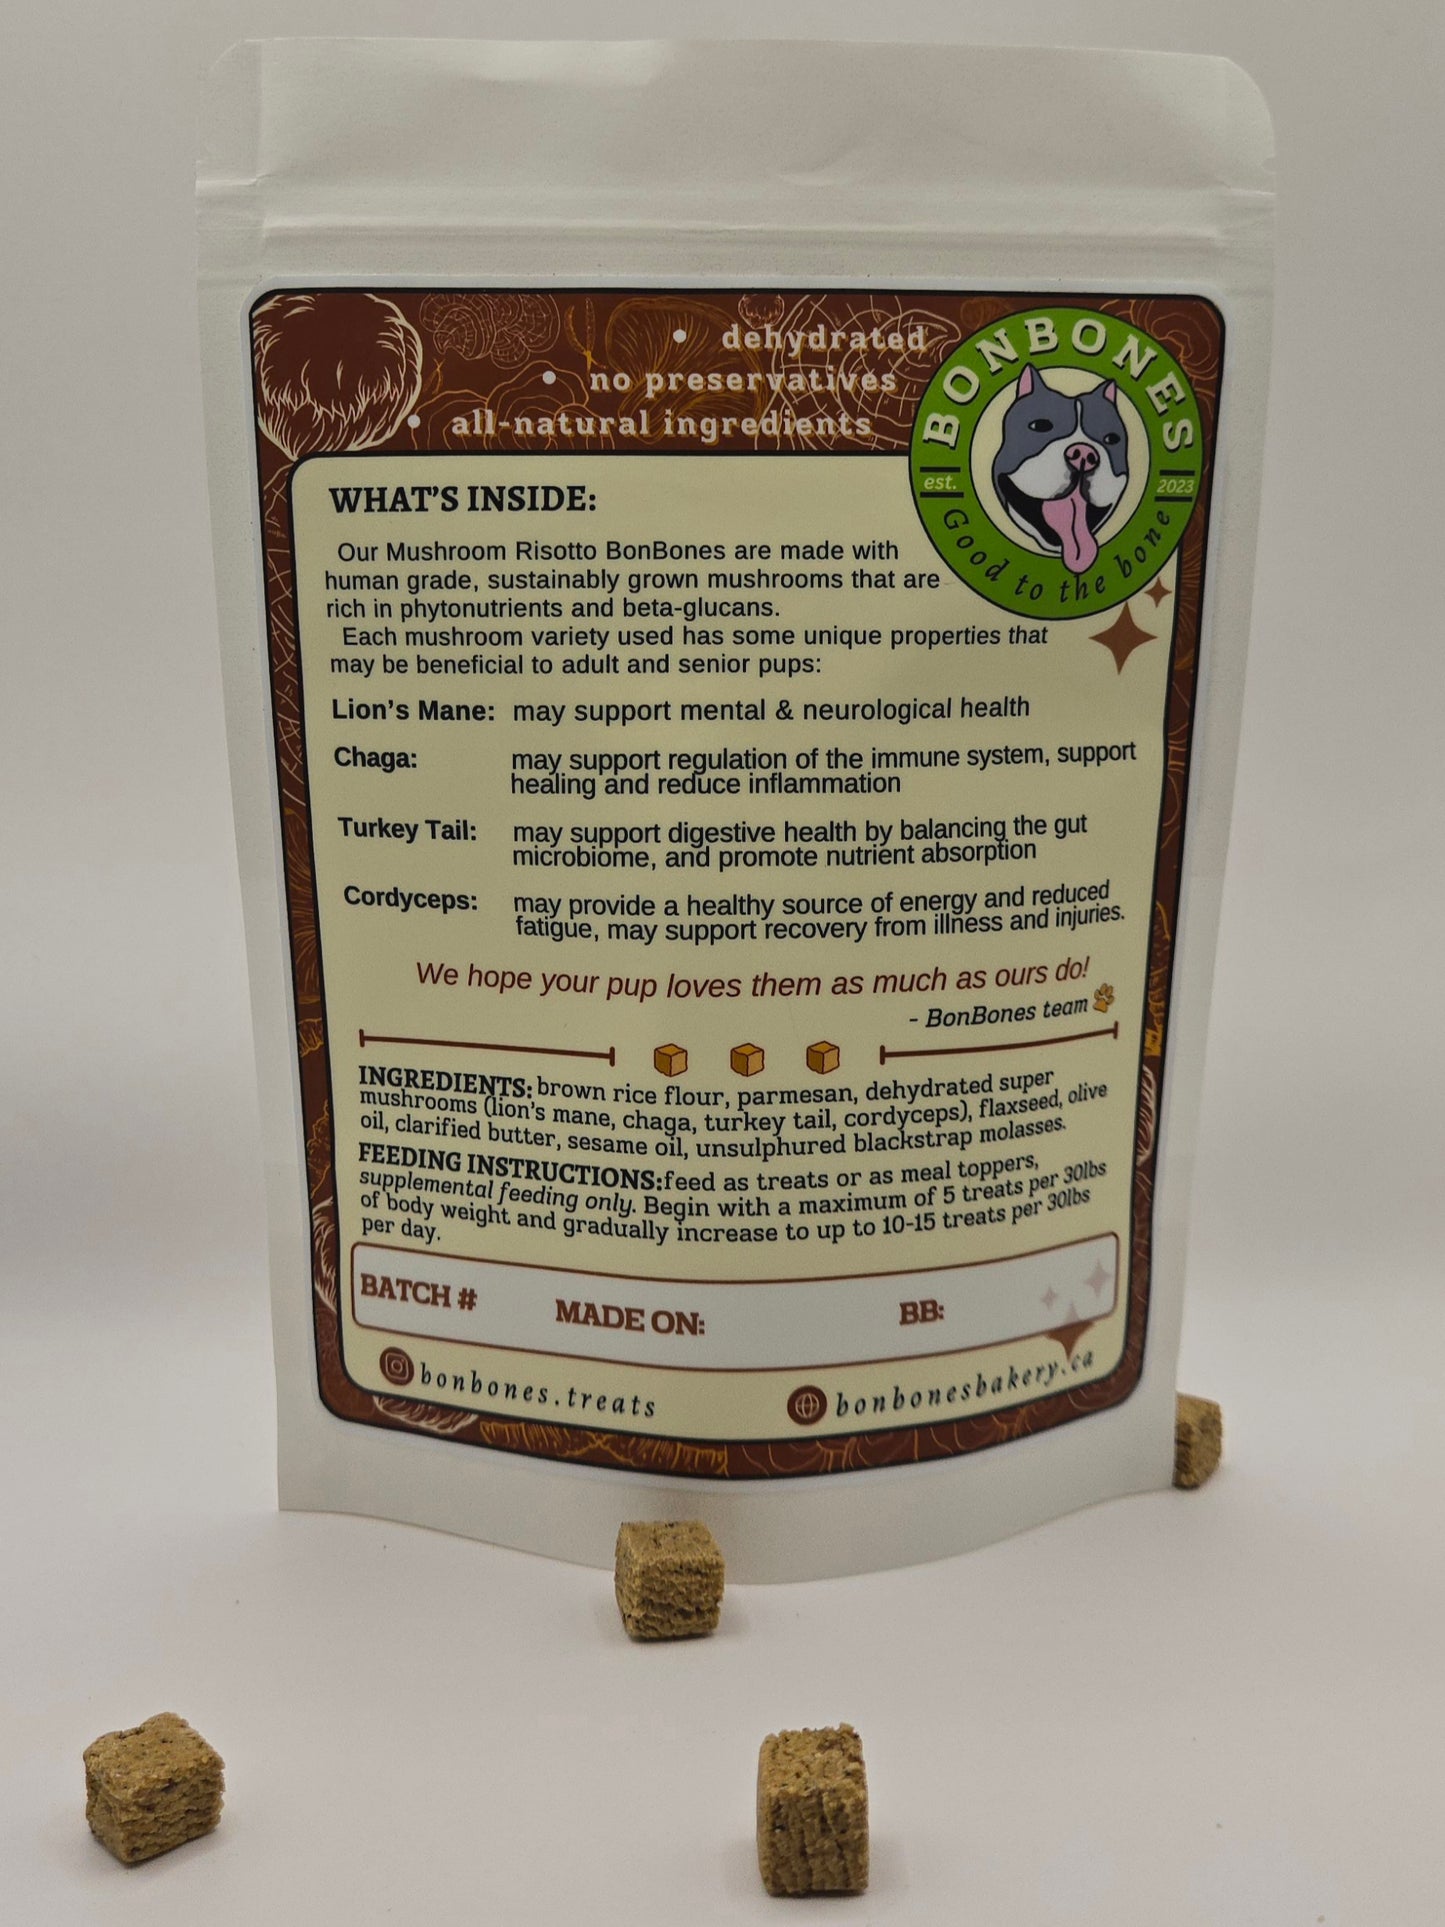 • dehydrated
• no preservatives
• all-natural ingredients
BONBONES
est. 2023
Good to the bone
WHAT'S INSIDE:
Our Mushroom Risotto BonBones are made with
human grade, sustainably grown mushrooms that are
rich in phytonutrients and beta-glucans.
Each mushroom variety used has some unique properties that
may be beneficial to adult and senior pups:
Lion's Mane: may support mental & neurological health
Chaga: may support regulation of the immune system, support
healing and reduce inflammation
Turkey Tail: may support digestive health by balancing the gut
microbiome, and promote nutrient absorption
Cordyceps: may provide a healthy source of energy and reduced
fatigue, may support recovery from illness and injuries.
We hope your pup loves them as much as ours do!
- BonBones team
INGREDIENTS: brown rice flour, parmesan, dehydrated super
mushrooms (lion's mane, chaga, turkey tail, cordyceps), flaxseed, olive
oil, clarified butter, sesame oil, unsulphured blackstrap molasses.
FEEDING INSTRUCTIONS:feed as treats or as meal toppers,
supplemental feeding only. Begin with a maximum of 5 treats per 30lbs
of body weight and gradually increase to up to 10-15 treats per 30lbs
per day.
BATCH # MADE ON: BB:
bonbones.treats bonbonesbakery.ca